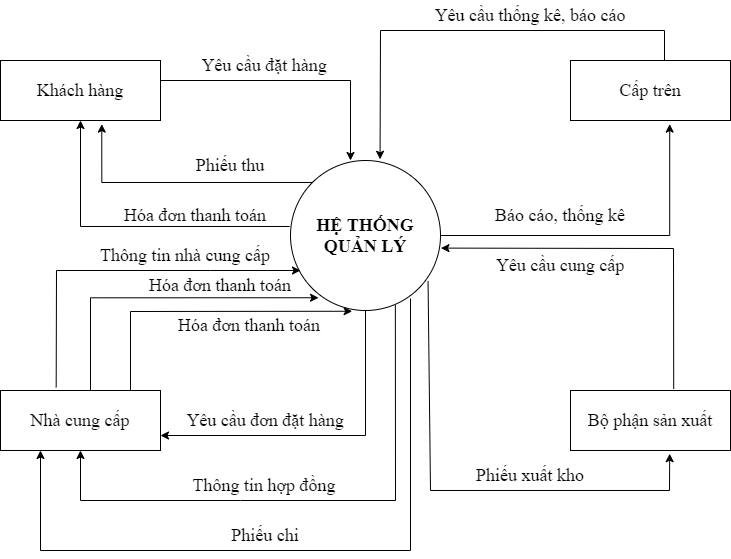 Yêu cầu thống kê, báo cáo
Yêu cầu đặt hàng
Khách hàng
Cấp trên
Phiếu thu
Hóa đơn thanh toán
HỆ THỐNG
QUẢN LÝ
Báo cáo, thống kê
Thông tin nhà cung cấp
Yêu cầu cung cấp
Hóa đơn thanh toán
Hóa đơn thanh toán
Nhà cung cấp
Yêu cầu đơn đặt hàng
Bộ phận sản xuất
Phiếu xuất kho
Thông tin hợp đồng
Phiếu chi